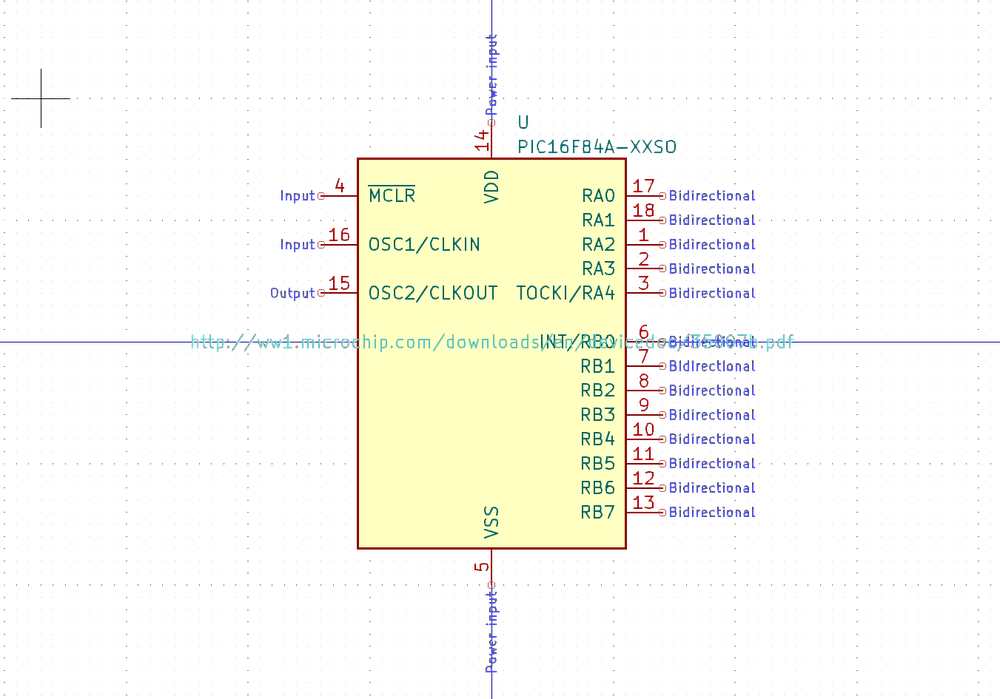 Power input
14
U
PIC16F84A-XXSO
VDD
Input 4 MCLR
RA0 17 Bidirectional
RA1 18 Bidirectional
Input 16 OSC1/CLKIN
RA2 1 Bidirectional
RA3 2 Bidirectional
Output 15 OSC2/CLKOUT
TOCKI/RA4 3 Bidirectional
http://ww1.microchip.com/downloads/en/devicedoc/35007b.pdf
INT/RB0 6 Bidirectional
RB1 7 Bidirectional
RB2 8 Bidirectional
RB3 9 Bidirectional
RB4 10 Bidirectional
RB5 11 Bidirectional
RB6 12 Bidirectional
RB7 13 Bidirectional
VSS
5
Power input